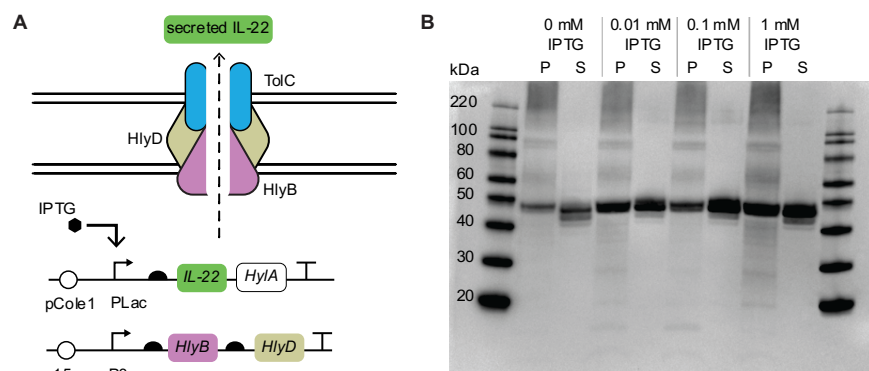 A
secreted IL-22
TolC
HlyD
HlyB
IPTG
IL-22
HylA
pCole1
PLac
HlyB
HlyD
B
0 mM 0.01 mM 0.1 mM 1 mM
IPTG IPTG IPTG IPTG
kDa P S P S P S P S
220
100
80
60
50
40
30
20